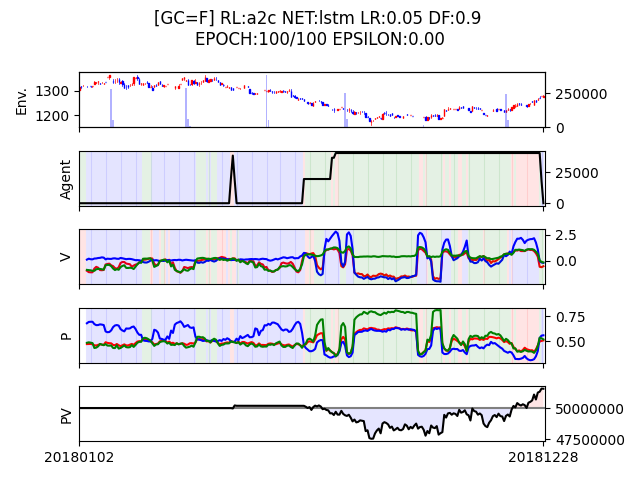 [GC=F] RL:a2c NET:lstm LR:0.05 DF:0.9
EPOCH:100/100 EPSILON:0.00
Env.
1300
1200
250000
0
Agent
25000
0
V
2.5
0.0
P
0.75
0.50
PV
50000000
47500000
20180102
20181228